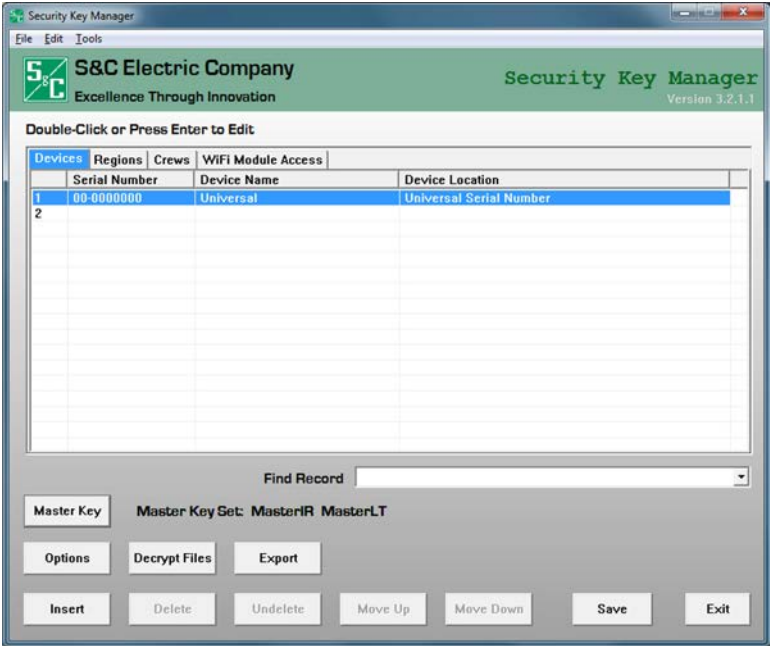 Security Key Manager
File Edit Tools
S&C
S&C Electric Company
Excellence Through Innovation
Security Key Manager
Version 3.2.1.1
Double-Click or Press Enter to Edit
Devices Regions Crews WiFi Module Access
Serial Number Device Name Device Location
1 00-0000000 Universal Universal Serial Number
2
Find Record
Master Key Master Key Set: MasterIR MasterLT
Options Decrypt Files Export
Insert Delete Undelete Move Up Move Down Save Exit